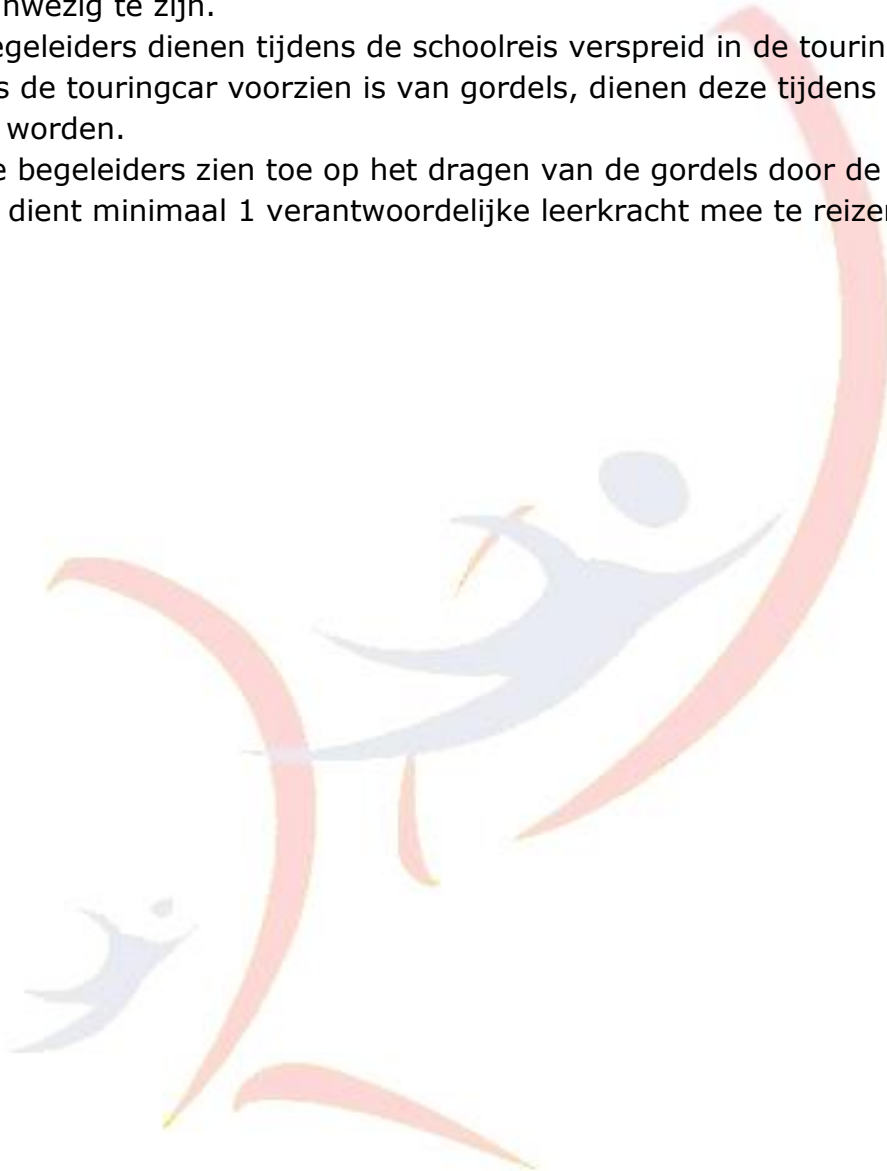 nwezig te zijn.
egeleiders dienen tijdens de schoolreis verspreid in de tourin
s de touringcar voorzien is van gordels, dienen deze tijdens
worden.
e begeleiders zien toe op het dragen van de gordels door de
dient minimaal 1 verantwoordelijke leerkracht mee te reize